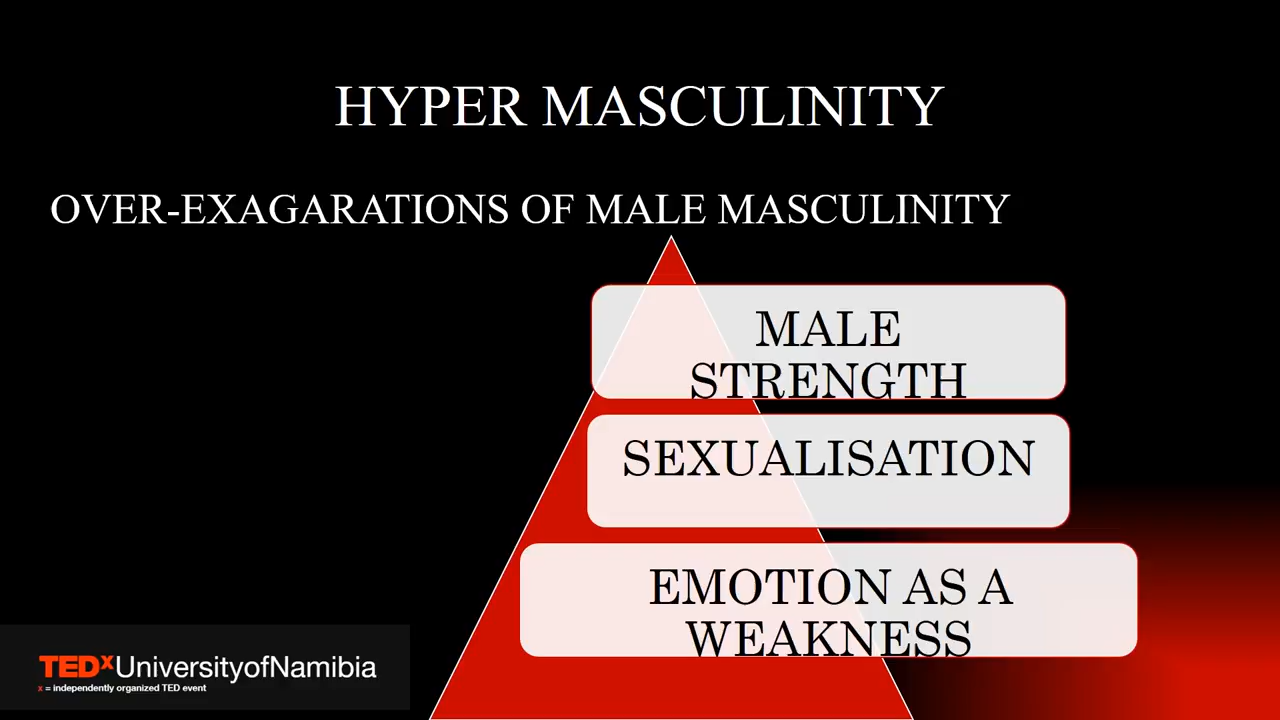 HYPER MASCULINITY
OVER-EXAGARATIONS OF MALE MASCULINITY
MALE
STRENGTH
SEXUALISATION
EMOTION AS A
WEAKNESS
TEDxUniversityofNamibia
x = independently organized TED event